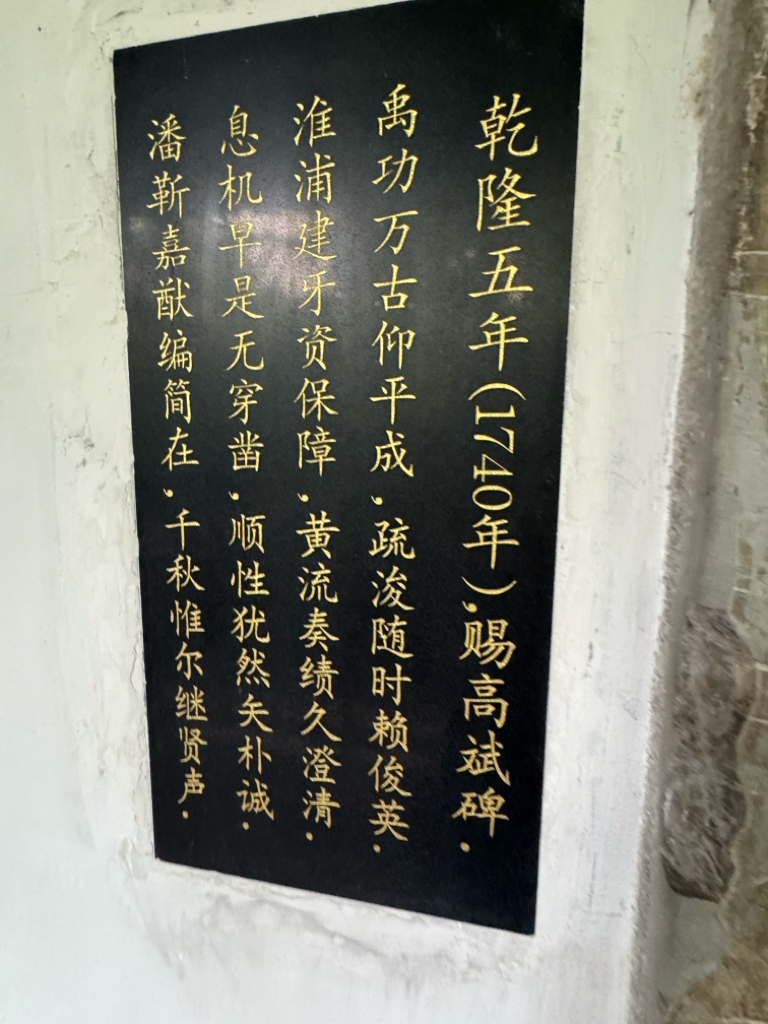 乾隆五年(1740年),赐高斌碑.
禹功万古仰平成,疏浚随时赖俊英.
淮浦建牙资保障,黄流奏绩久澄清.
息机早是无穿凿,顺性犹然矢朴诚.
潘靳嘉猷编简在,千秋惟尔继贤声.